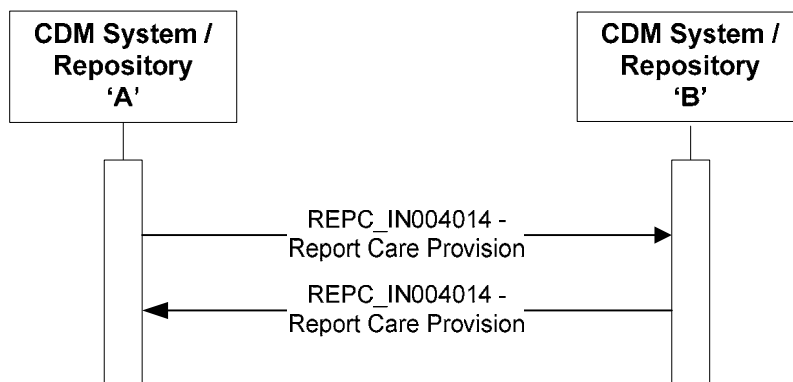 CDM System /
Repository
‘A’
CDM System /
Repository
‘B’
REPC_IN004014 -
Report Care Provision
REPC_IN004014 -
Report Care Provision